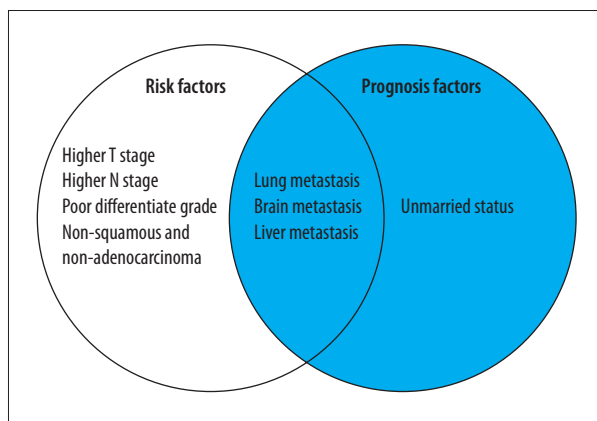 Risk factors
Higher T stage
Higher N stage
Poor differentiate grade
Non-squamous and
non-adenocarcinoma
Lung metastasis
Brain metastasis
Liver metastasis
Prognosis factors
Unmarried status